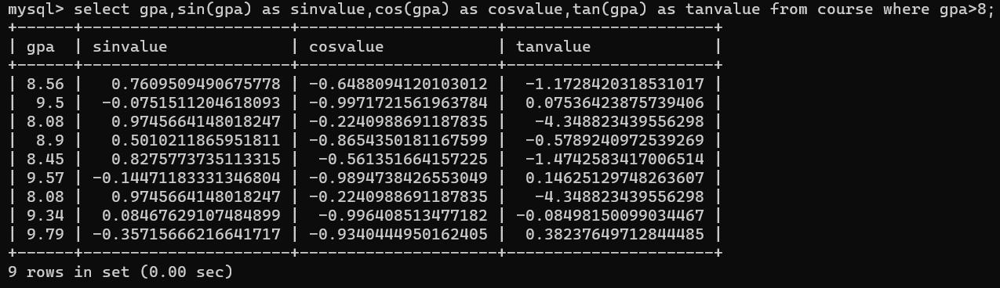 mysql> select gpa,sin(gpa) as sinvalue,cos(gpa) as cosvalue,tan(gpa) as tanvalue from course where gpa>8;
+------+----------------------+---------------------+----------------------+
| gpa  | sinvalue             | cosvalue            | tanvalue             |
+------+----------------------+---------------------+----------------------+
| 8.56 |   0.7609509490675778 | -0.6488094120103012 |  -1.1728420318531017 |
|  9.5 |  -0.0751511204618093 | -0.9971721561963784 |  0.07536423875739406 |
| 8.08 |   0.9745664148018247 | -0.2240988691187835 |   -4.348823439556298 |
|  8.9 |   0.5010211865951811 | -0.8654350181167599 |  -0.5789240972539269 |
| 8.45 |   0.8275773735113315 |  -0.561351664157225 |  -1.4742583417006514 |
| 9.57 | -0.14471183331346804 | -0.9894738426553049 |  0.14625129748263607 |
| 8.08 |   0.9745664148018247 | -0.2240988691187835 |   -4.348823439556298 |
| 9.34 |  0.08467629107484899 |  -0.996408513477182 | -0.08498150099034467 |
| 9.79 | -0.35715666216641717 | -0.9340444950162405 |  0.38237649712844485 |
+------+----------------------+---------------------+----------------------+
9 rows in set (0.00 sec)